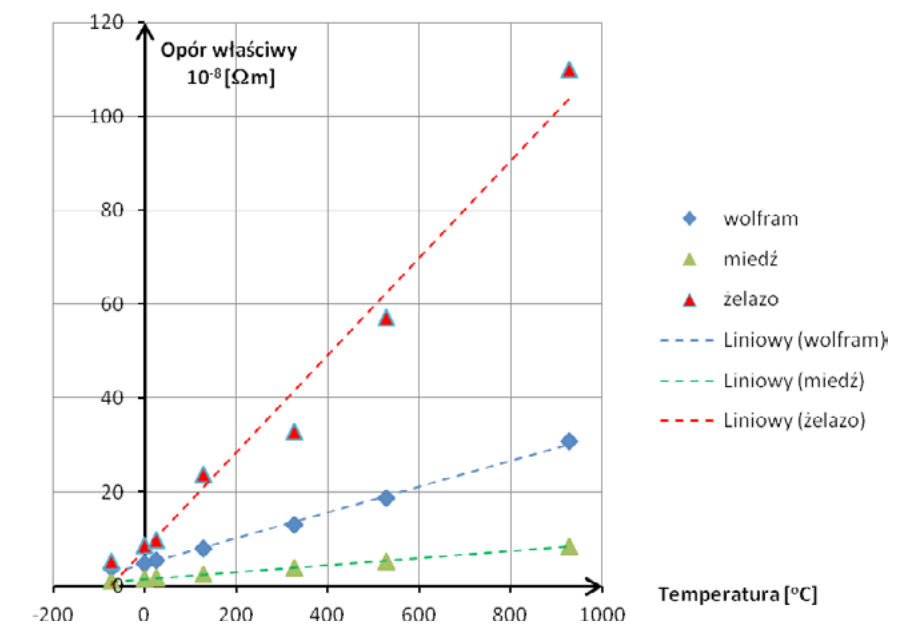 120
Opór właściwy
10⁻⁸ [Ωm]
100
80
60
40
20
0
-200 0 200 400 600 800 1000
Temperatura [°C]
wolfram
miedź
żelazo
Liniowy (wolfram)
Liniowy (miedź)
Liniowy (żelazo)